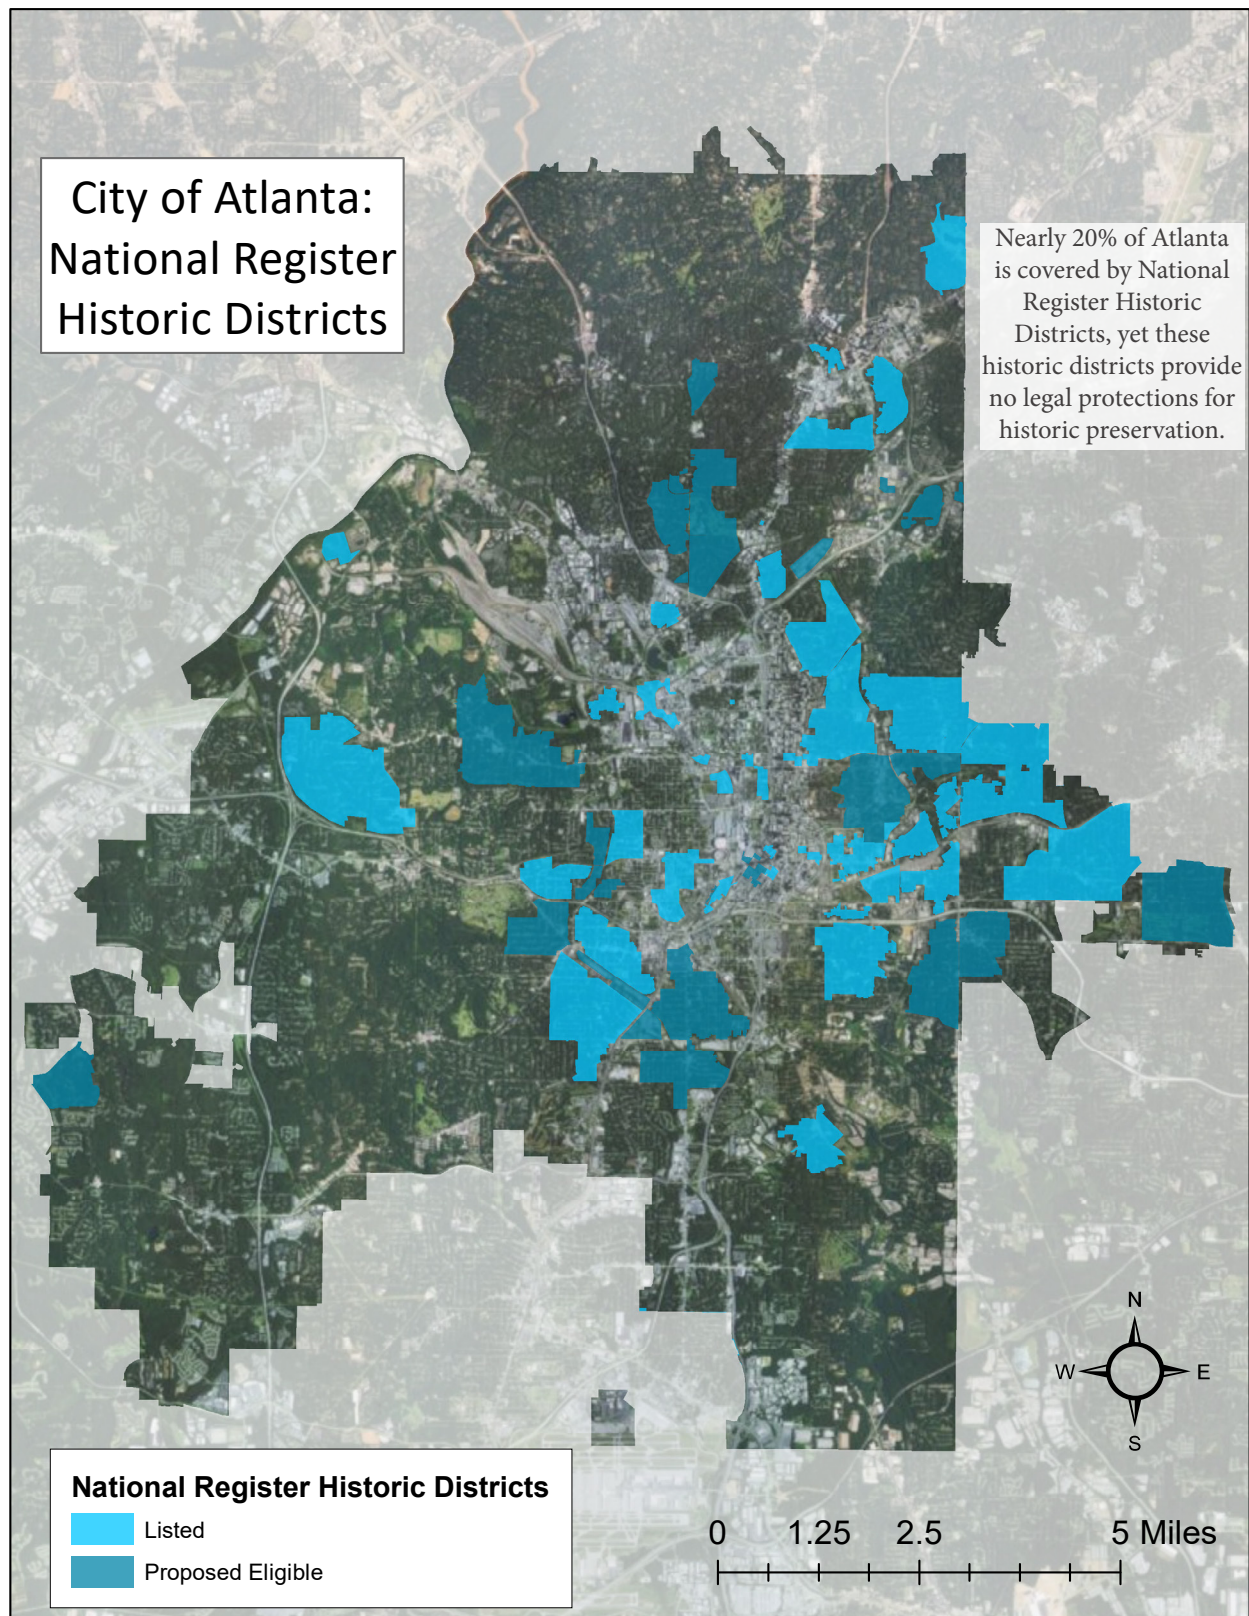 City of Atlanta:
National Register
Historic Districts
Nearly 20% of Atlanta
is covered by National
Register Historic
Districts, yet these
historic districts provide
no legal protections for
historic preservation.
N
W
E
S
National Register Historic Districts
Listed
Proposed Eligible
0 1.25 2.5 5 Miles